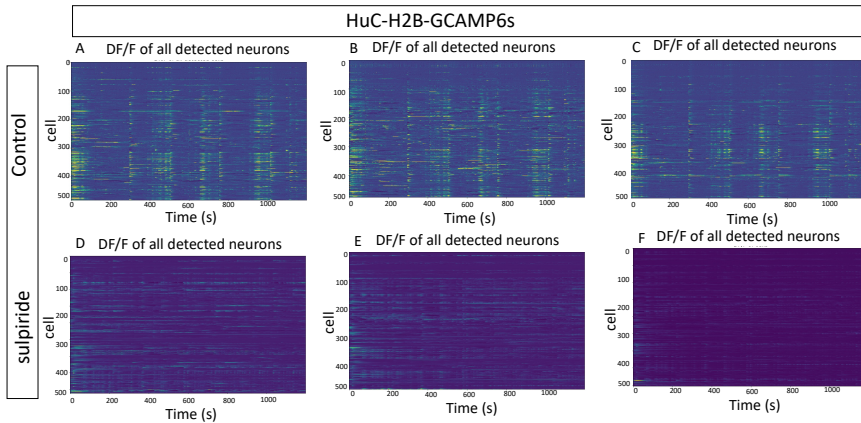 HuC-H2B-GCAMP6s
Control
A DF/F of all detected neurons
cell
0
100
200
300
400
500
0 200 400 600 800 1000
Time (s)
B DF/F of all detected neurons
cell
0
100
200
300
400
500
0 200 400 600 800 1000
Time (s)
C DF/F of all detected neurons
cell
0
100
200
300
400
500
0 200 400 600 800 1000
Time (s)
sulpiride
D DF/F of all detected neurons
cell
0
100
200
300
400
500
0 200 400 600 800 1000
Time (s)
E DF/F of all detected neurons
cell
0
100
200
300
400
500
0 200 400 600 800 1000
Time (s)
F DF/F of all detected neurons
cell
0
100
200
300
400
500
0 200 400 600 800 1000
Time (s)